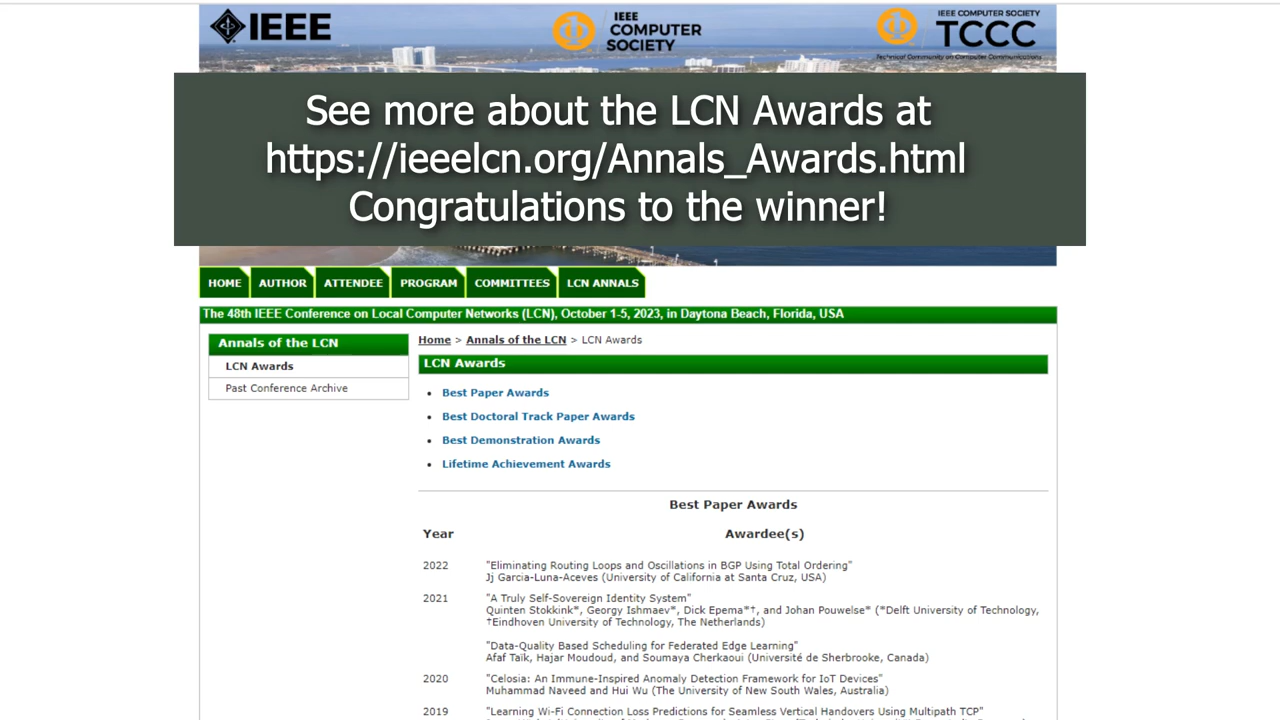 IEEE
IEEE
COMPUTER
SOCIETY
IEEE COMPUTER SOCIETY
TCCC
Technical Community on Computer Communications
See more about the LCN Awards at
https://ieeelcn.org/Annals_Awards.html
Congratulations to the winner!
HOME AUTHOR ATTENDEE PROGRAM COMMITTEES LCN ANNALS
The 48th IEEE Conference on Local Computer Networks (LCN), October 1-5, 2023, in Daytona Beach, Florida, USA
Annals of the LCN
LCN Awards
Past Conference Archive
Home > Annals of the LCN > LCN Awards
LCN Awards
• Best Paper Awards
• Best Doctoral Track Paper Awards
• Best Demonstration Awards
• Lifetime Achievement Awards
Best Paper Awards
Year Awardee(s)
2022 "Eliminating Routing Loops and Oscillations in BGP Using Total Ordering"
Jj Garcia-Luna-Aceves (University of California at Santa Cruz, USA)
2021 "A Truly Self-Sovereign Identity System"
Quinten Stokkink*, Georgy Ishmaev*, Dick Epema*†, and Johan Pouwelse* (*Delft University of Technology,
†Eindhoven University of Technology, The Netherlands)
"Data-Quality Based Scheduling for Federated Edge Learning"
Afaf Taïk, Hajar Moudoud, and Soumaya Cherkaoui (Université de Sherbrooke, Canada)
2020 "Celosia: An Immune-Inspired Anomaly Detection Framework for IoT Devices"
Muhammad Naveed and Hui Wu (The University of New South Wales, Australia)
2019 "Learning Wi-Fi Connection Loss Predictions for Seamless Vertical Handovers Using Multipath TCP"